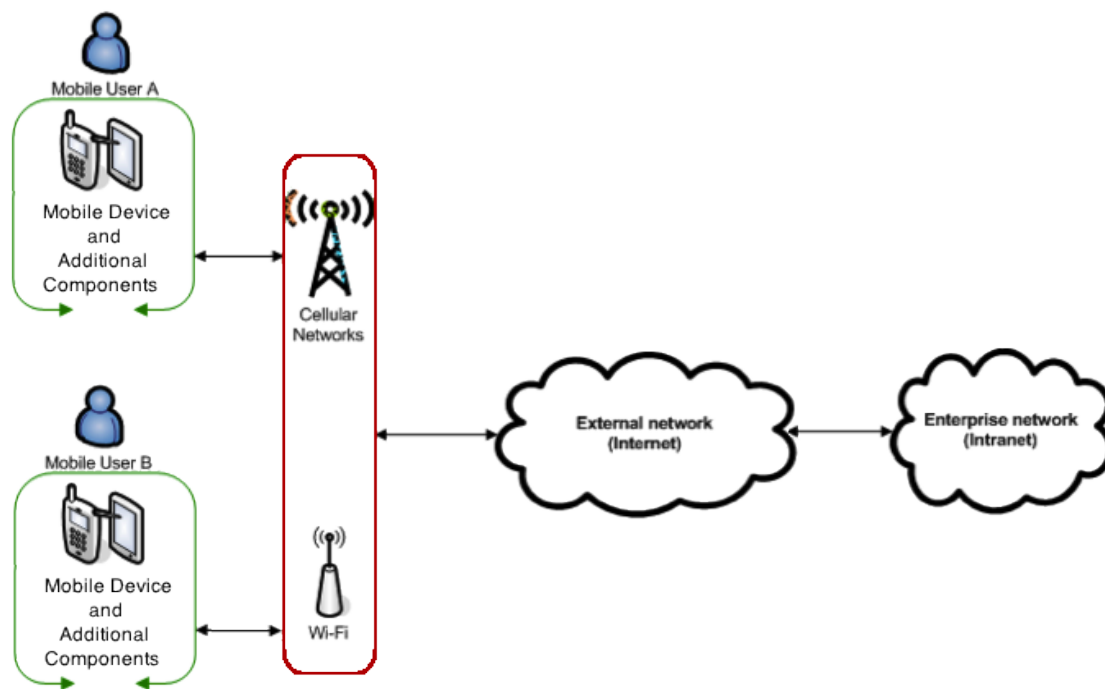 Mobile User A
Mobile Device
and
Additional
Components
Cellular
Networks
External network
(Internet)
Enterprise network
(Intranet)
Mobile User B
Mobile Device
and
Additional
Components
Wi-Fi